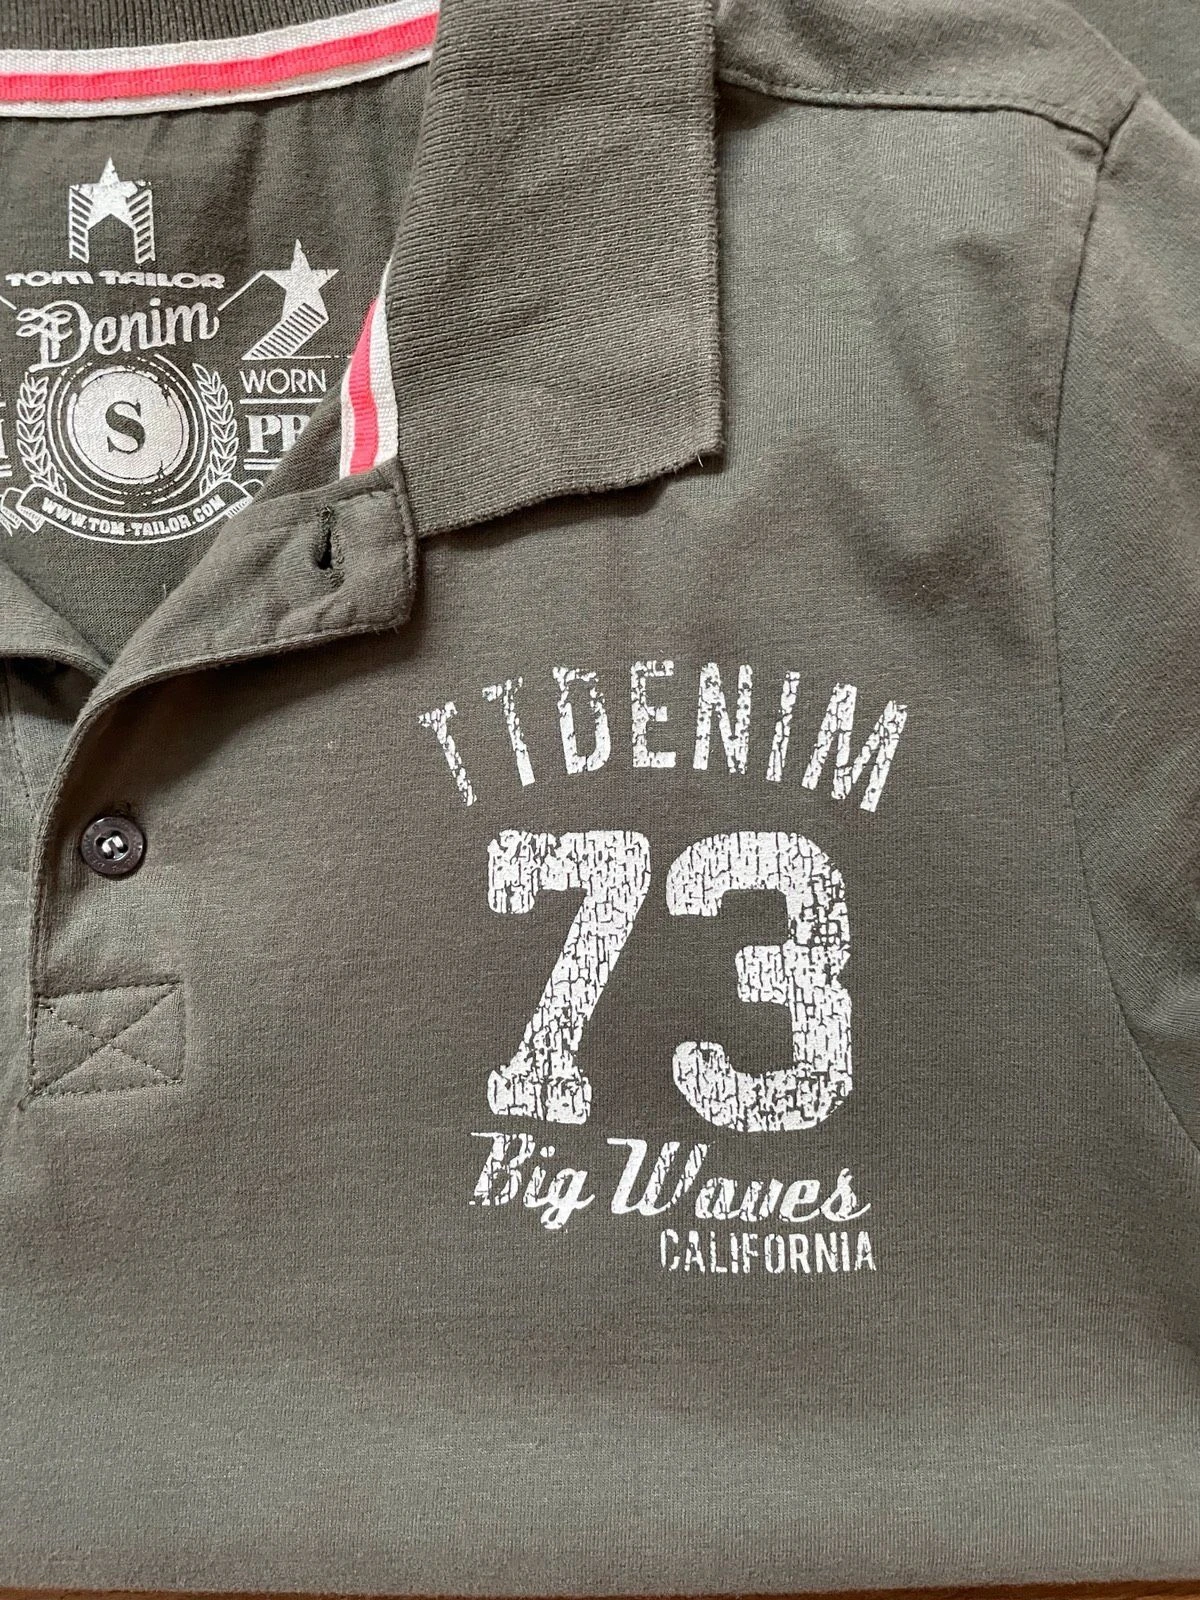 TOM TAILOR
Denim
WORN
S
WWW.TOM-TAILOR.COM
TTDENIM
73
Big Waves
CALIFORNIA